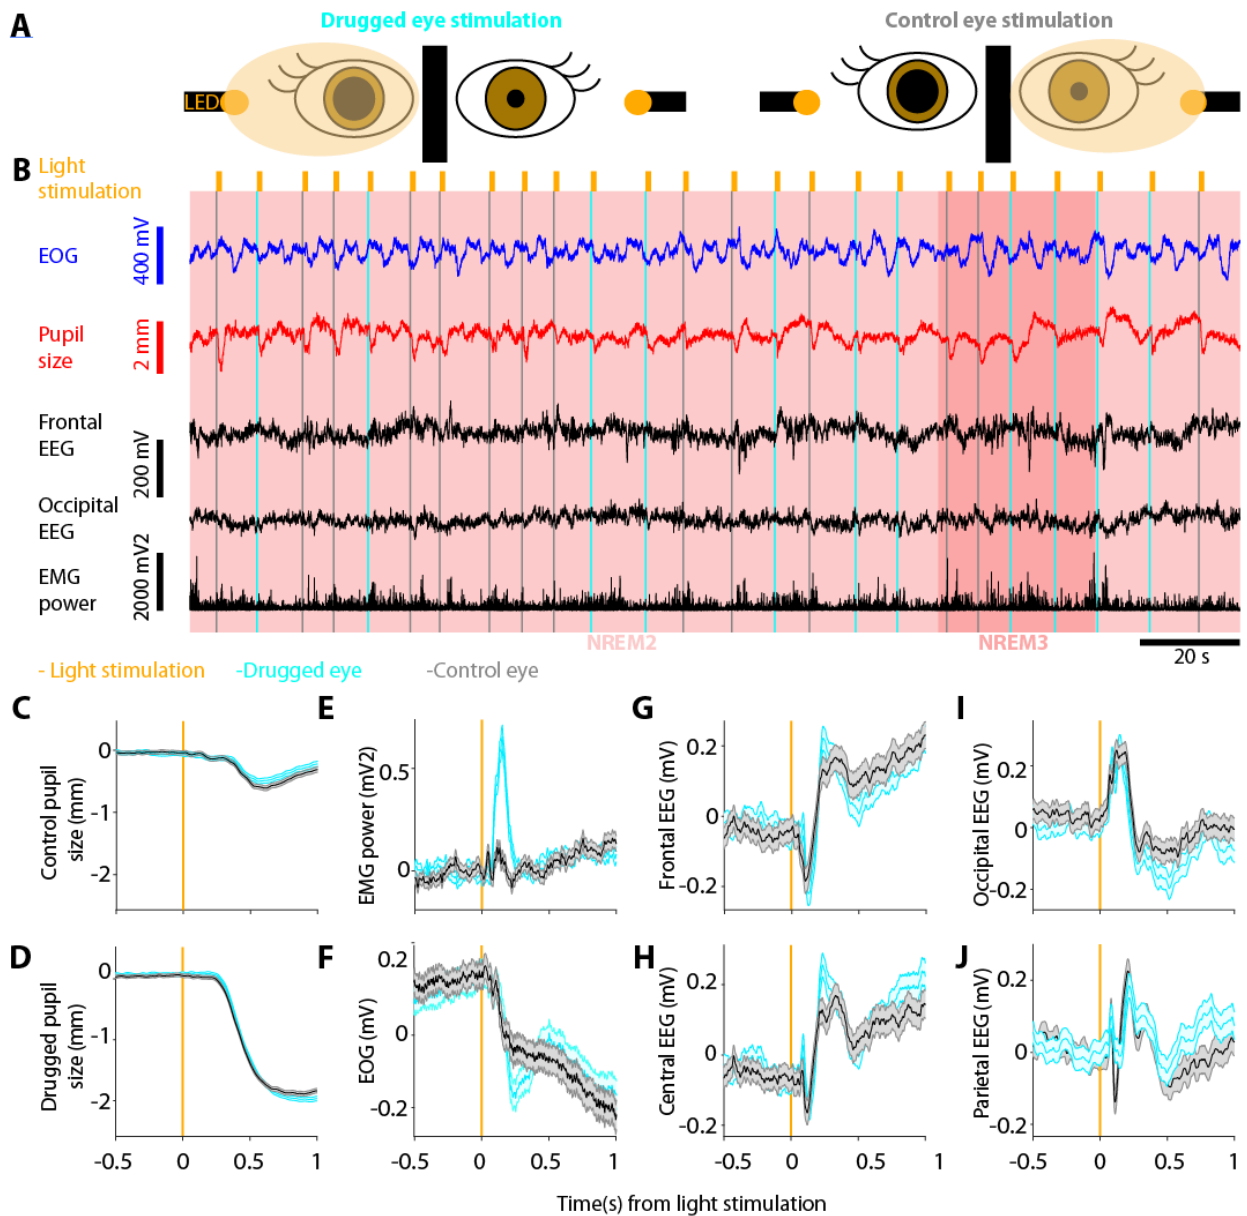 A
Drugged eye stimulation
Control eye stimulation
LED
B
Light
stimulation
EOG
400 mV
Pupil
size
2 mm
Frontal
EEG
200 mV
Occipital
EEG
EMG
power
2000 mV2
NREM2
NREM3
20 s
- Light stimulation
-Drugged eye
-Control eye
C
Control pupil
size (mm)
0
-1
-2
E
EMG power (mV2)
0.5
0
G
Frontal EEG (mV)
0.2
0
-0.2
I
Occipital EEG (mV)
0.2
0
-0.2
D
Drugged pupil
size (mm)
0
-1
-2
-0.5
0
0.5
1
F
EOG (mV)
0.2
0
-0.2
-0.5
0
0.5
1
H
Central EEG (mV)
0.2
0
-0.2
-0.5
0
0.5
1
J
Parietal EEG (mV)
0.2
0
-0.2
-0.5
0
0.5
1
Time(s) from light stimulation